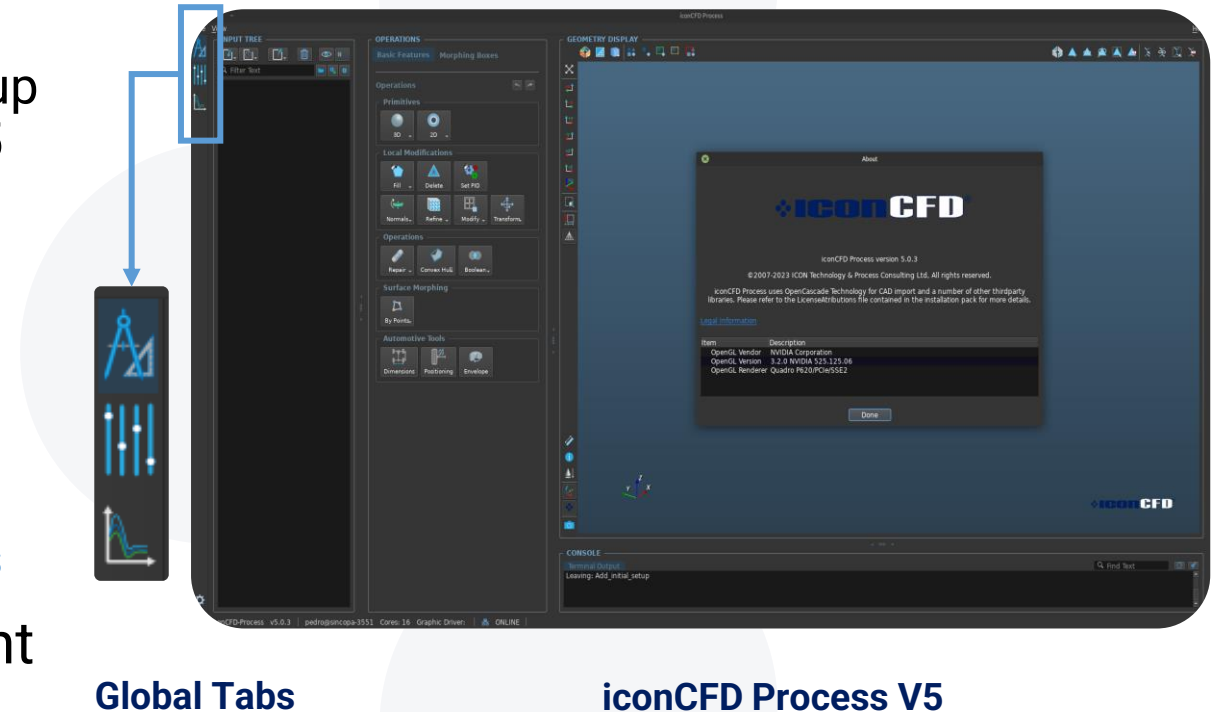 up
s
nt
iconCFD Process
View
INPUT TREE
Filter Text
OPERATIONS
Basic Features Morphing Boxes
Operations
Primitives
3D 2D
Local Modifications
Fill Delete Set PID
Normals Refine Modify Transform
Operations
Repair Convex Hull Boolean
Surface Morphing
By Points
Automotive Tools
Dimensions Positioning Envelope
GEOMETRY DISPLAY
About
iconCFD
iconCFD Process version 5.0.3
©2007-2023 ICON Technology & Process Consulting Ltd. All rights reserved.
iconCFD Process uses OpenCascade Technology for CAD import and a number of other thirdparty
libraries. Please refer to the LicenseAttributions file contained in the installation pack for more details.
Legal Information
Item Description
OpenGL Vendor NVIDIA Corporation
OpenGL Version 3.2.0 NVIDIA 525.125.06
OpenGL Renderer Quadro P620/PCIe/SSE2
Done
Z
Y X
iconCFD
CONSOLE
Terminal Output Find Text
Leaving: Add_initial_setup
CFD-Process v5.0.3 pedro@sincopa-3551 Cores: 16 Graphic Driver: ONLINE
Global Tabs
iconCFD Process V5